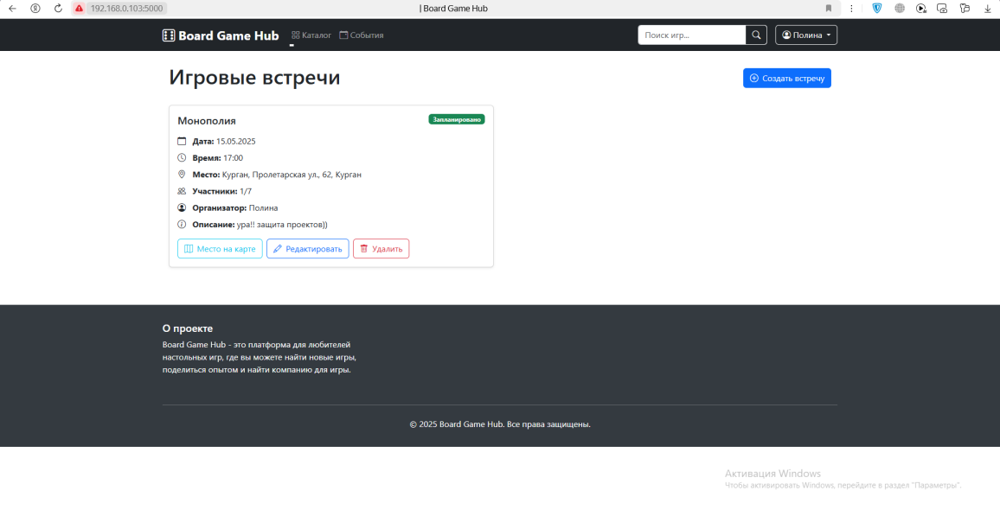 192.168.0.103:5000
| Board Game Hub
Board Game Hub
Каталог
События
Поиск игр...
Полина
Игровые встречи
Создать встречу
Монополия
Запланировано
Дата: 15.05.2025
Время: 17:00
Место: Курган, Пролетарская ул., 62, Курган
Участники: 1/7
Организатор: Полина
Описание: ура!! защита проектов))
Место на карте
Редактировать
Удалить
О проекте
Board Game Hub - это платформа для любителей
настольных игр, где вы можете найти новые игры,
поделиться опытом и найти компанию для игры.
© 2025 Board Game Hub. Все права защищены.
Активация Windows
Чтобы активировать Windows, перейдите в раздел "Параметры".